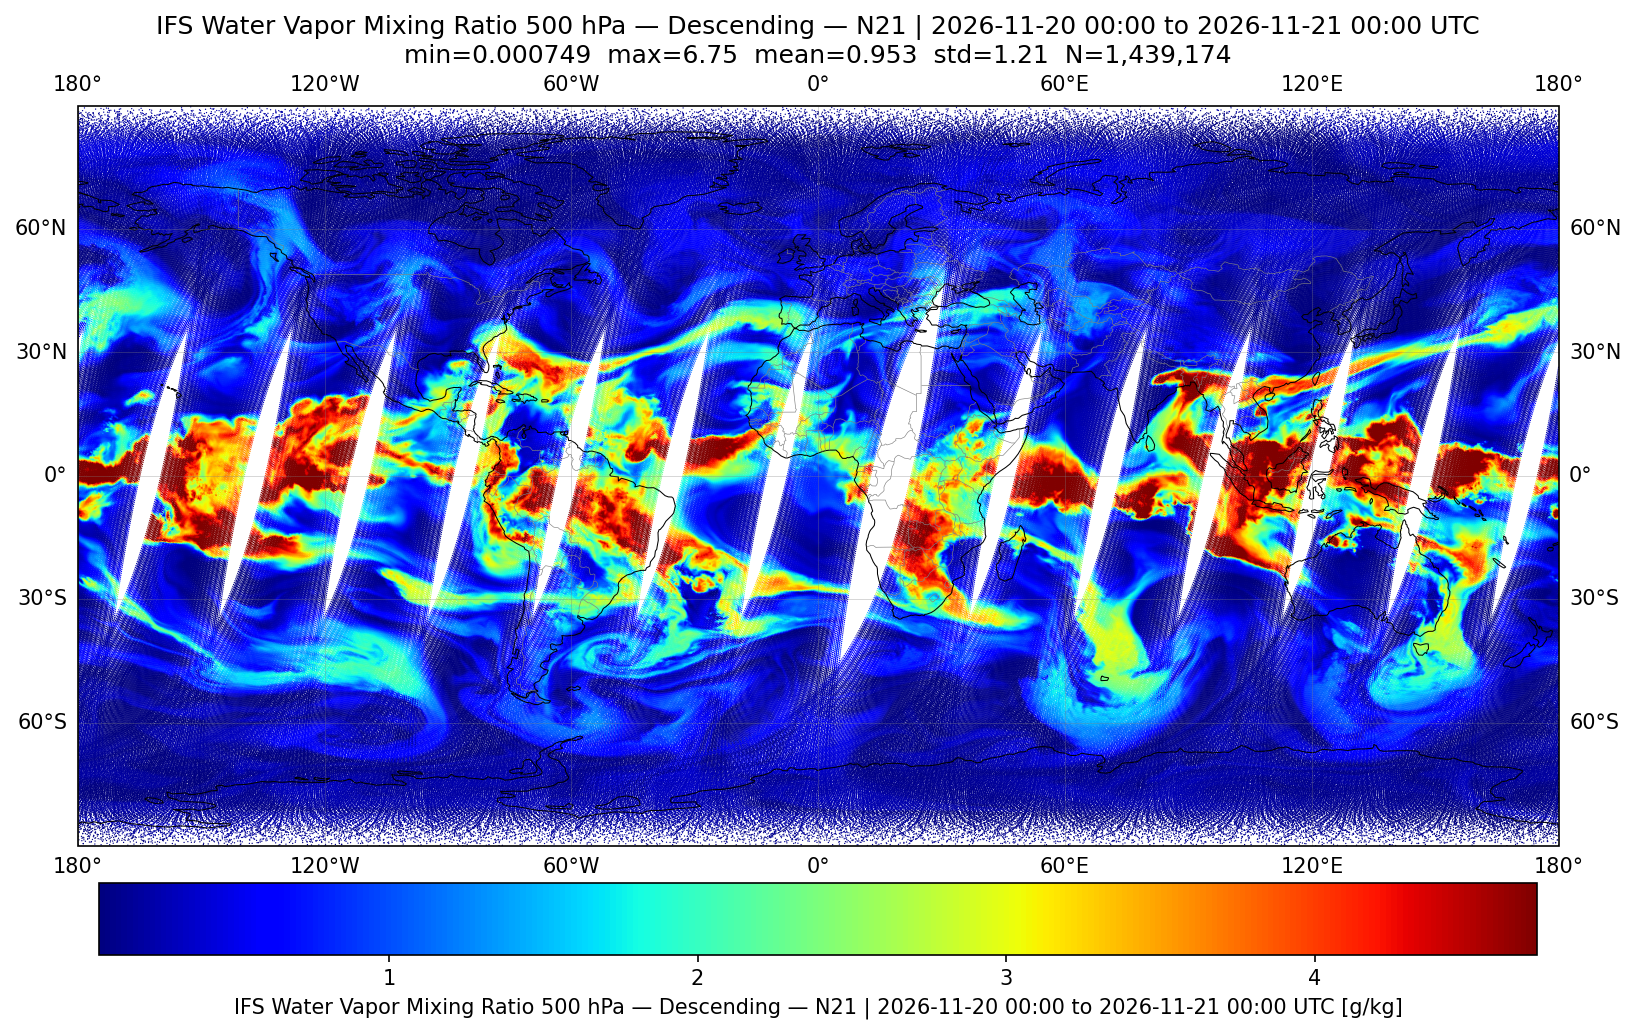 IFS Water Vapor Mixing Ratio 500 hPa — Descending — N21 | 2026-11-20 00:00 to 2026-11-21 00:00 UTC
min=0.000749  max=6.75  mean=0.953  std=1.21  N=1,439,174
180° 120°W 60°W 0° 60°E 120°E 180°
60°N 60°N
30°N 30°N
0° 0°
30°S 30°S
60°S 60°S
180° 120°W 60°W 0° 60°E 120°E 180°
1 2 3 4
IFS Water Vapor Mixing Ratio 500 hPa — Descending — N21 | 2026-11-20 00:00 to 2026-11-21 00:00 UTC [g/kg]